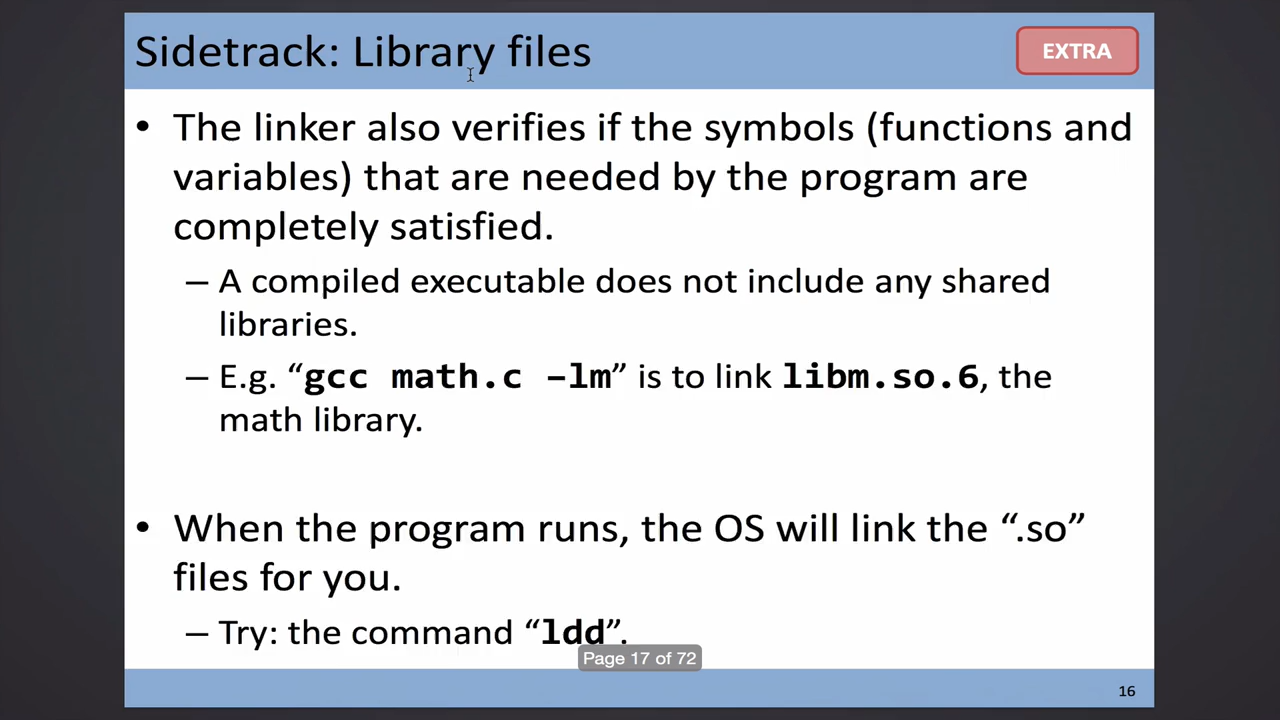 Sidetrack: Library files
EXTRA
• The linker also verifies if the symbols (functions and
variables) that are needed by the program are
completely satisfied.
– A compiled executable does not include any shared
libraries.
– E.g. “gcc math.c –lm” is to link libm.so.6, the
math library.
• When the program runs, the OS will link the “.so”
files for you.
– Try: the command “ldd”.
Page 17 of 72
16